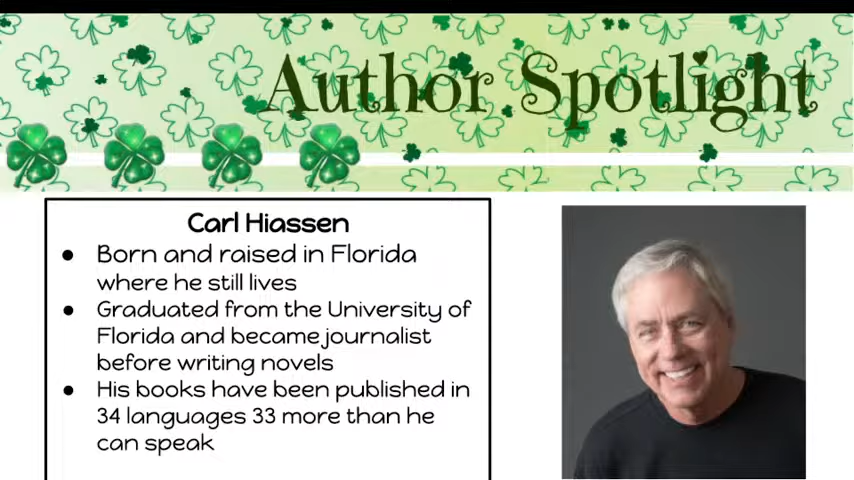 Author Spotlight
Carl Hiassen
● Born and raised in Florida
where he still lives
● Graduated from the University of
Florida and became journalist
before writing novels
● His books have been published in
34 languages 33 more than he
can speak